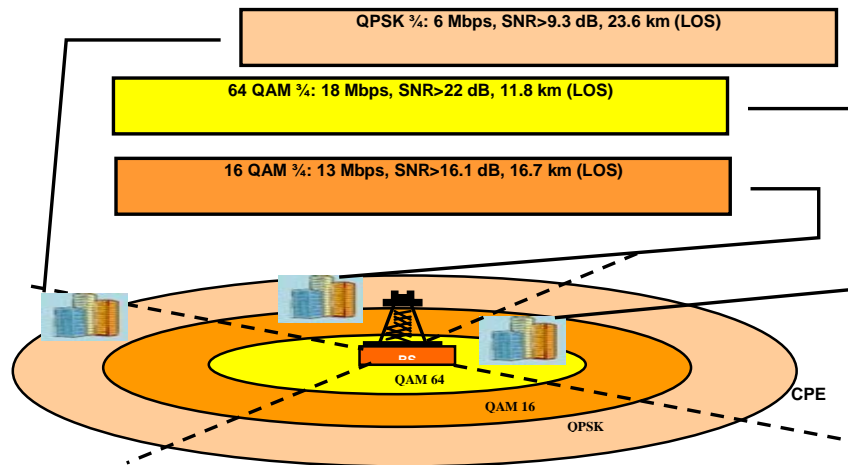 QPSK ¾: 6 Mbps, SNR>9.3 dB, 23.6 km (LOS)
64 QAM ¾: 18 Mbps, SNR>22 dB, 11.8 km (LOS)
16 QAM ¾: 13 Mbps, SNR>16.1 dB, 16.7 km (LOS)
BS
QAM 64
CPE
QAM 16
QPSK